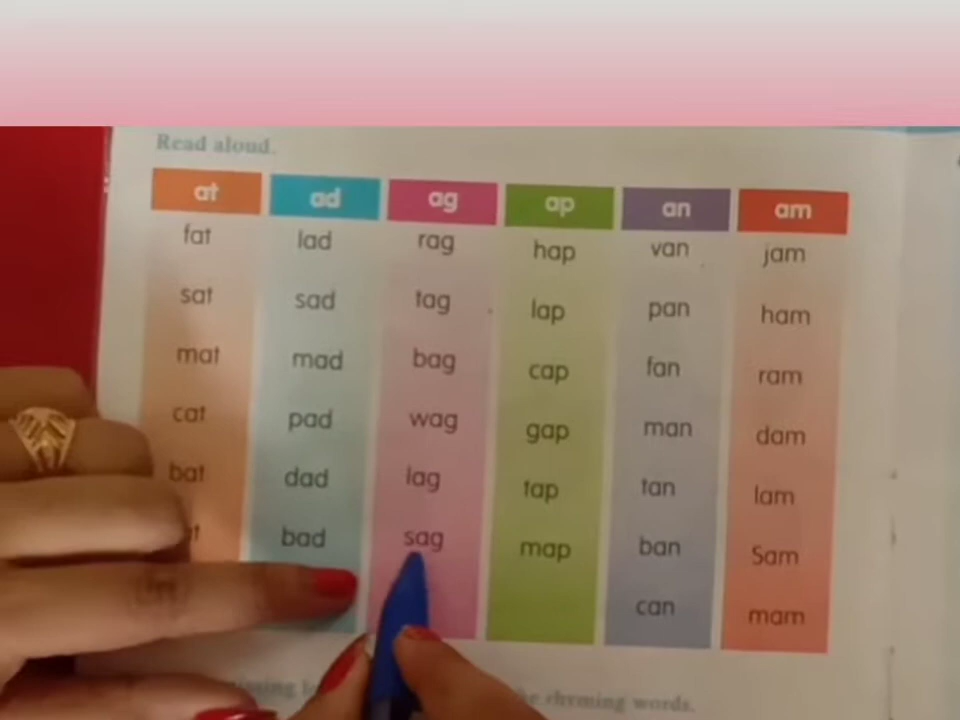 Read aloud.
at ad ag ap an am
fat lad rag hap van jam
sat sad tag lap pan ham
mat mad bag cap fan ram
cat pad wag gap man dam
bat dad lag tap tan lam
bad sag map ban Sam
can mam
rhyming words.